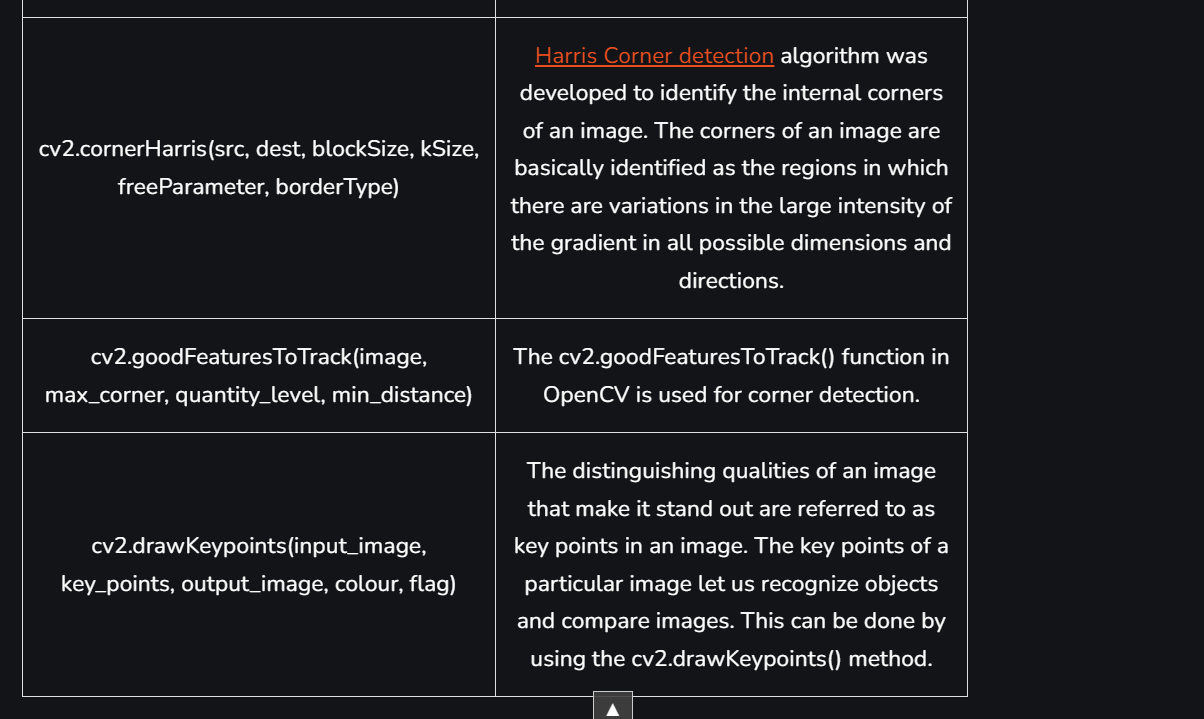 cv2.cornerHarris(src, dest, blockSize, kSize,
freeParameter, borderType)
Harris Corner detection algorithm was
developed to identify the internal corners
of an image. The corners of an image are
basically identified as the regions in which
there are variations in the large intensity of
the gradient in all possible dimensions and
directions.
cv2.goodFeaturesToTrack(image,
max_corner, quantity_level, min_distance)
The cv2.goodFeaturesToTrack() function in
OpenCV is used for corner detection.
cv2.drawKeypoints(input_image,
key_points, output_image, colour, flag)
The distinguishing qualities of an image
that make it stand out are referred to as
key points in an image. The key points of a
particular image let us recognize objects
and compare images. This can be done by
using the cv2.drawKeypoints() method.